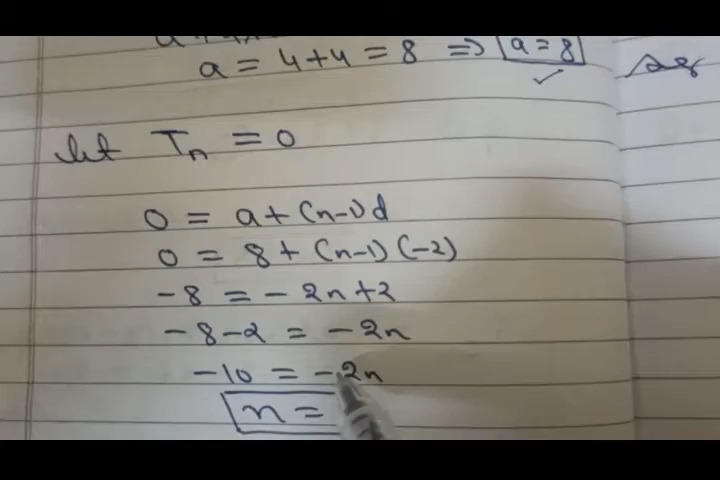 a = 4+4 = 8 ⇒ a = 8
let Tn = 0
0 = a + (n-1)d
0 = 8 + (n-1)(-2)
-8 = -2n+2
-8-2 = -2n
-10 = -2n
n =